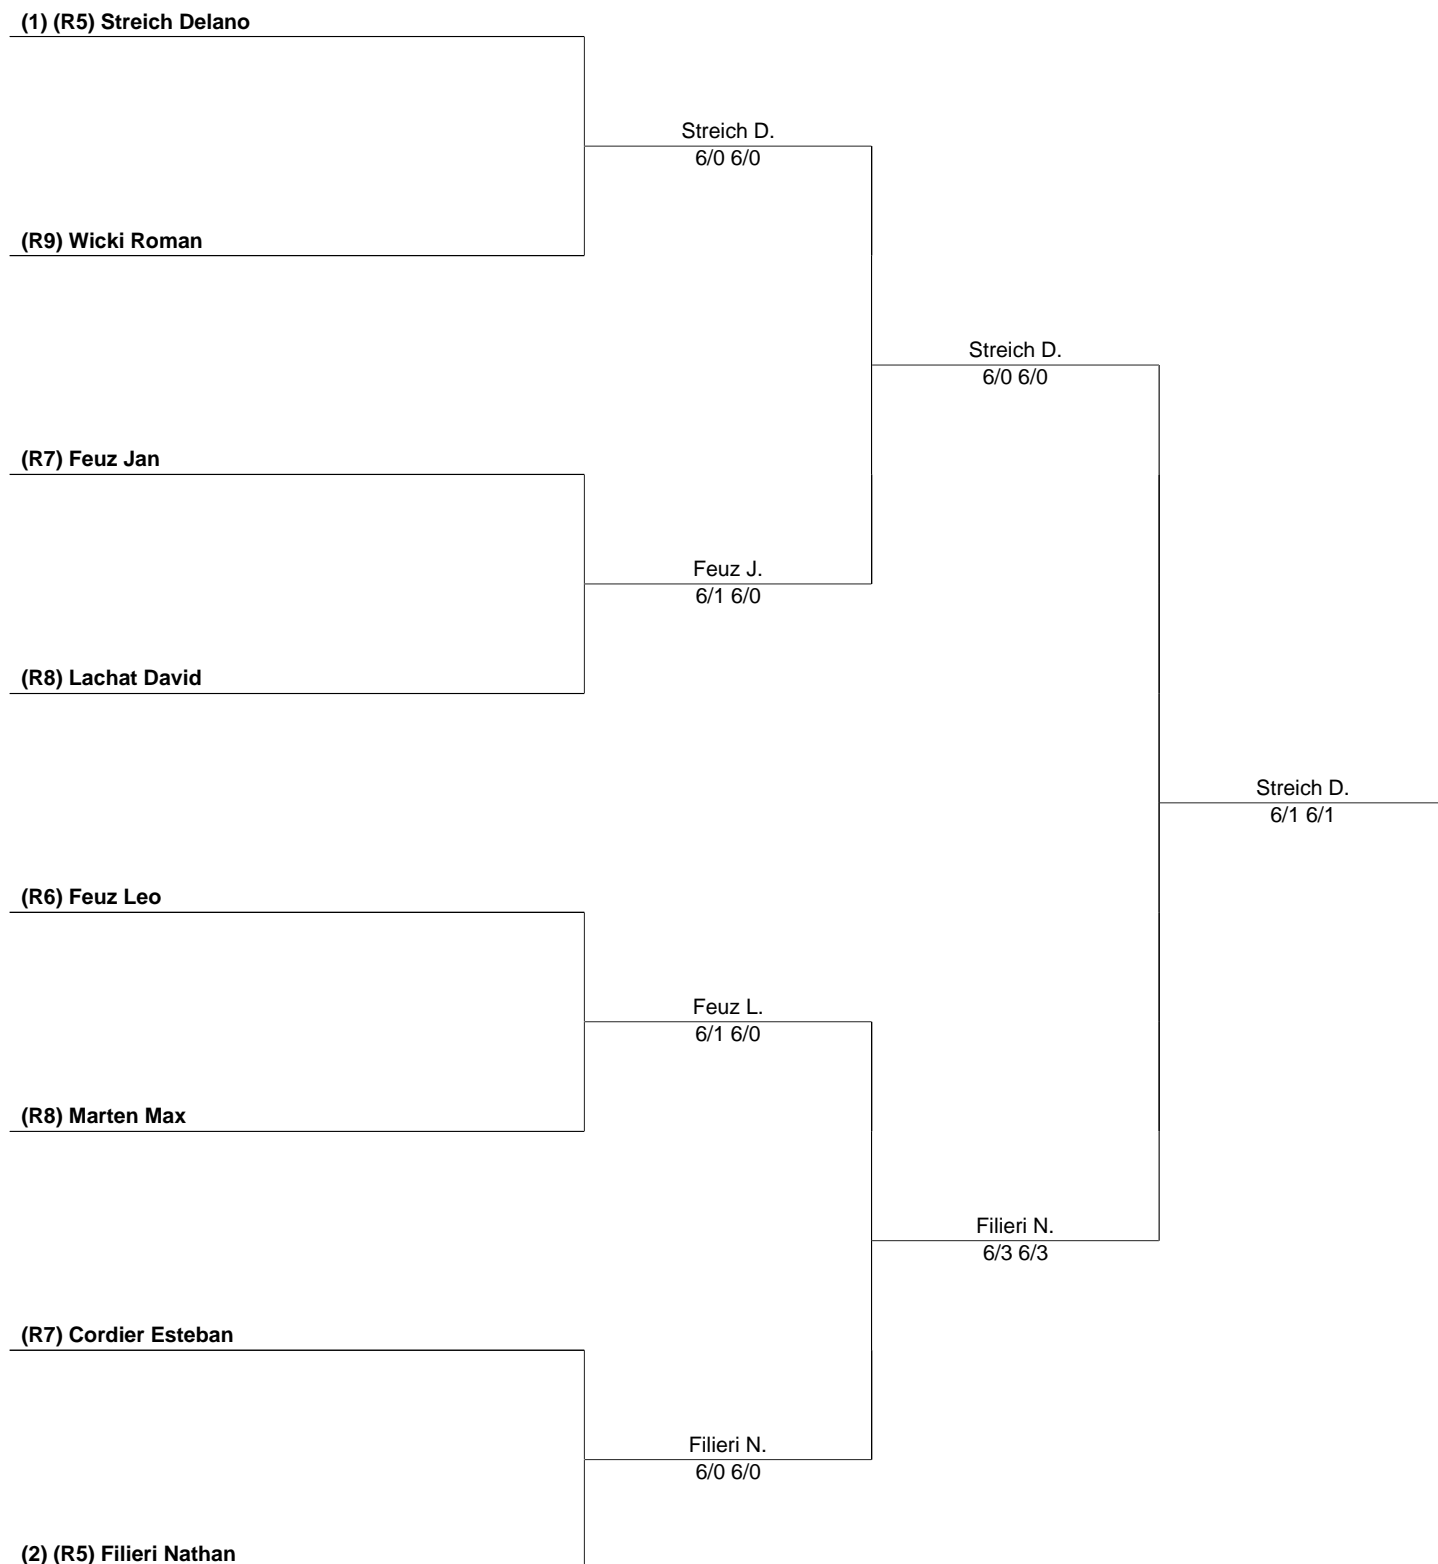 (1) (R5) Streich Delano
Streich D.
6/0 6/0
(R9) Wicki Roman
Streich D.
6/0 6/0
(R7) Feuz Jan
Feuz J.
6/1 6/0
(R8) Lachat David
Streich D.
6/1 6/1
(R6) Feuz Leo
Feuz L.
6/1 6/0
(R8) Marten Max
Filieri N.
6/3 6/3
(R7) Cordier Esteban
Filieri N.
6/0 6/0
(2) (R5) Filieri Nathan